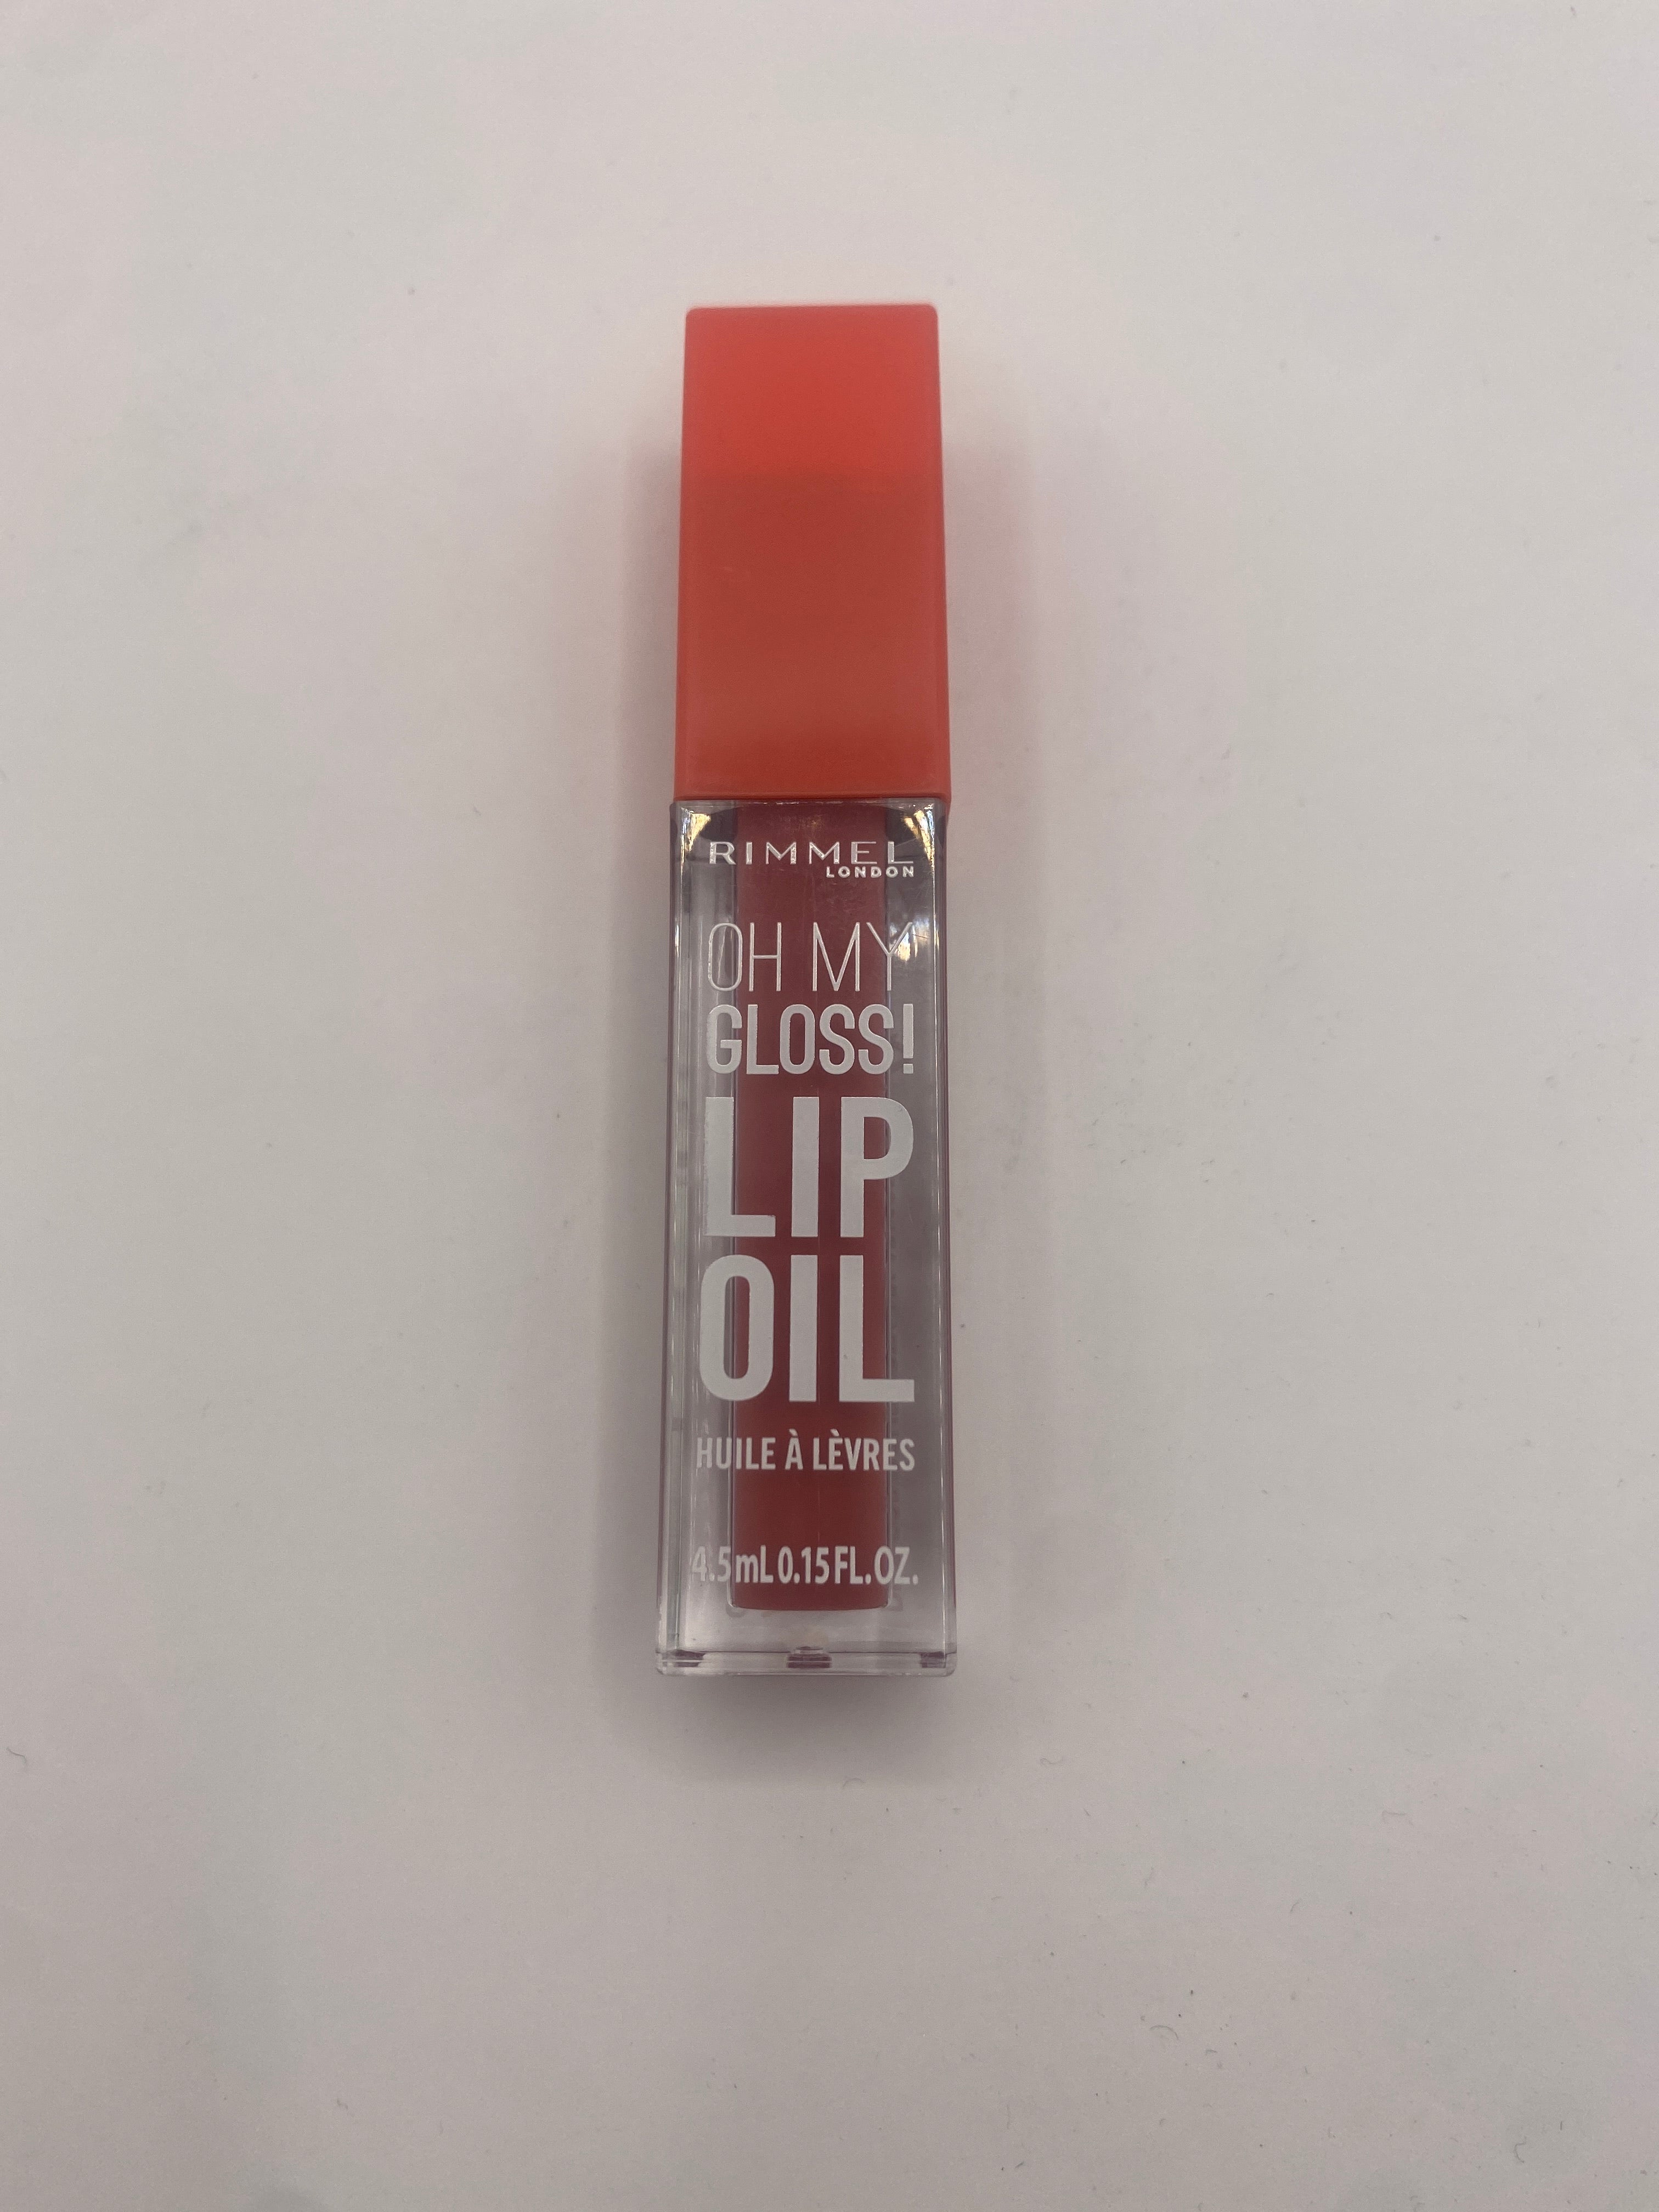 RIMMEL
LONDON
OH MY
GLOSS!
LIP
OIL
HUILE À LÈVRES
4.5mL 0.15FL.OZ.